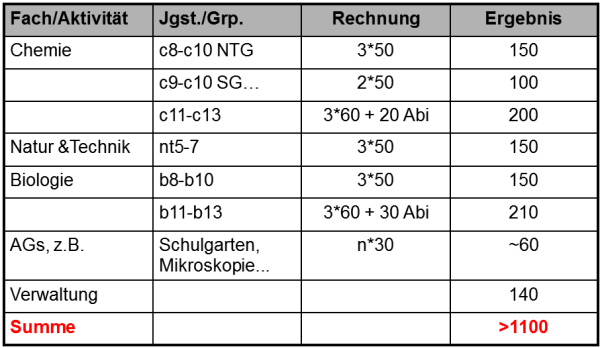 Fach/Aktivität Jgst./Grp. Rechnung Ergebnis
Chemie c8-c10 NTG 3*50 150
c9-c10 SG… 2*50 100
c11-c13 3*60 + 20 Abi 200
Natur &Technik nt5-7 3*50 150
Biologie b8-b10 3*50 150
b11-b13 3*60 + 30 Abi 210
AGs, z.B. Schulgarten, n*30 ~60
Mikroskopie...
Verwaltung 140
Summe >1100